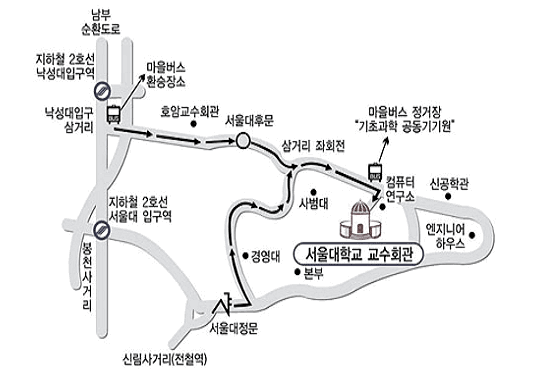 남부
순환도로
지하철 2호선
낙성대입구역
마을버스
환승장소
낙성대입구
삼거리
호암교수회관
서울대후문
삼거리 좌회전
마을버스 정거장
"기초과학 공동기기원"
컴퓨터
연구소
신공학관
사범대
지하철 2호선
서울대 입구역
엔지니어
하우스
경영대
서울대학교 교수회관
본부
봉천사거리
서울대정문
신림사거리(전철역)